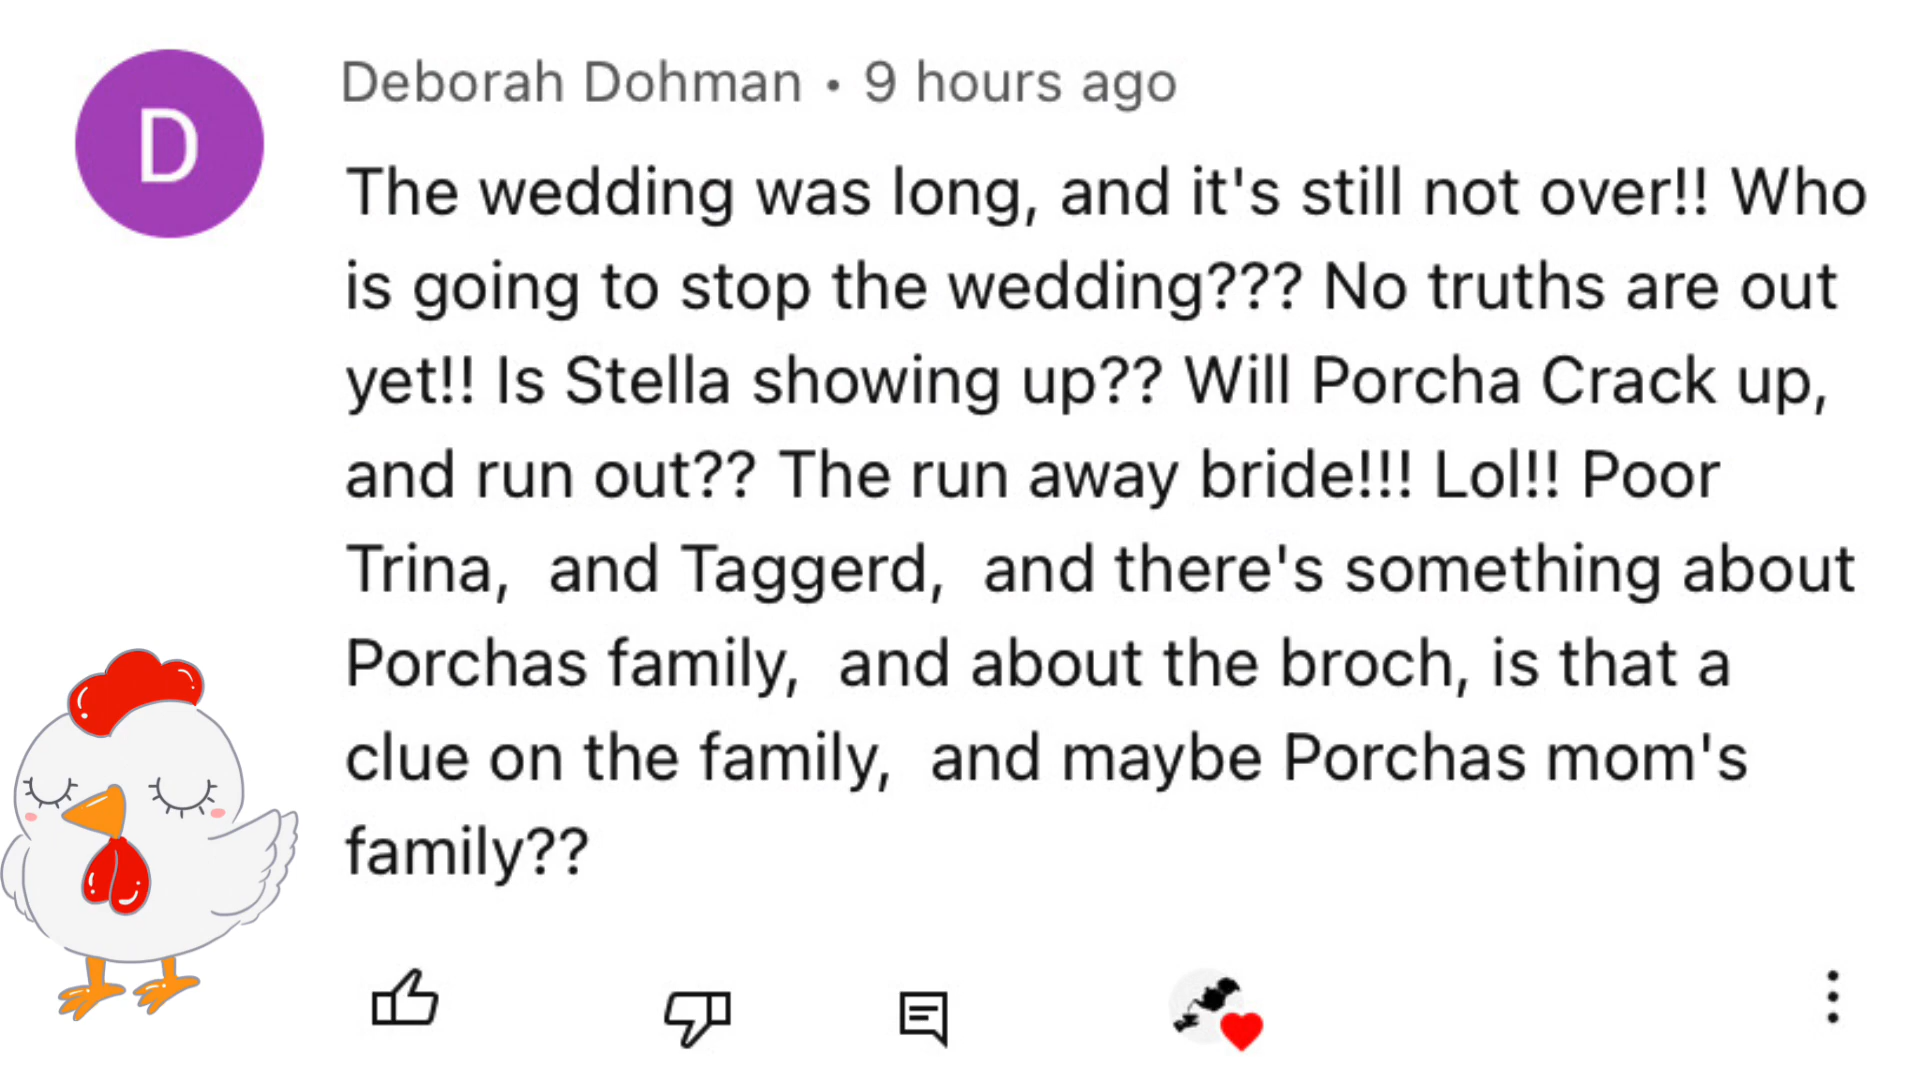 D
Deborah Dohman • 9 hours ago
The wedding was long, and it's still not over!! Who
is going to stop the wedding??? No truths are out
yet!! Is Stella showing up?? Will Porcha Crack up,
and run out?? The run away bride!!! Lol!! Poor
Trina,  and Taggerd,  and there's something about
Porchas family,  and about the broch, is that a
clue on the family,  and maybe Porchas mom's
family??